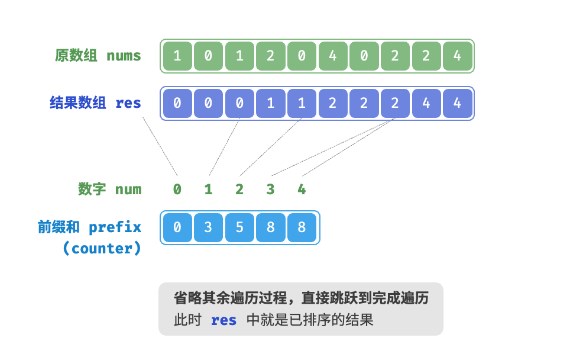 原数组 nums 1 0 1 2 0 4 0 2 2 4
结果数组 res 0 0 0 1 1 2 2 2 4 4
数字 num 0 1 2 3 4
前缀和 prefix 0 3 5 8 8
(counter)
省略其余遍历过程，直接跳跃到完成遍历
此时 res 中就是已排序的结果